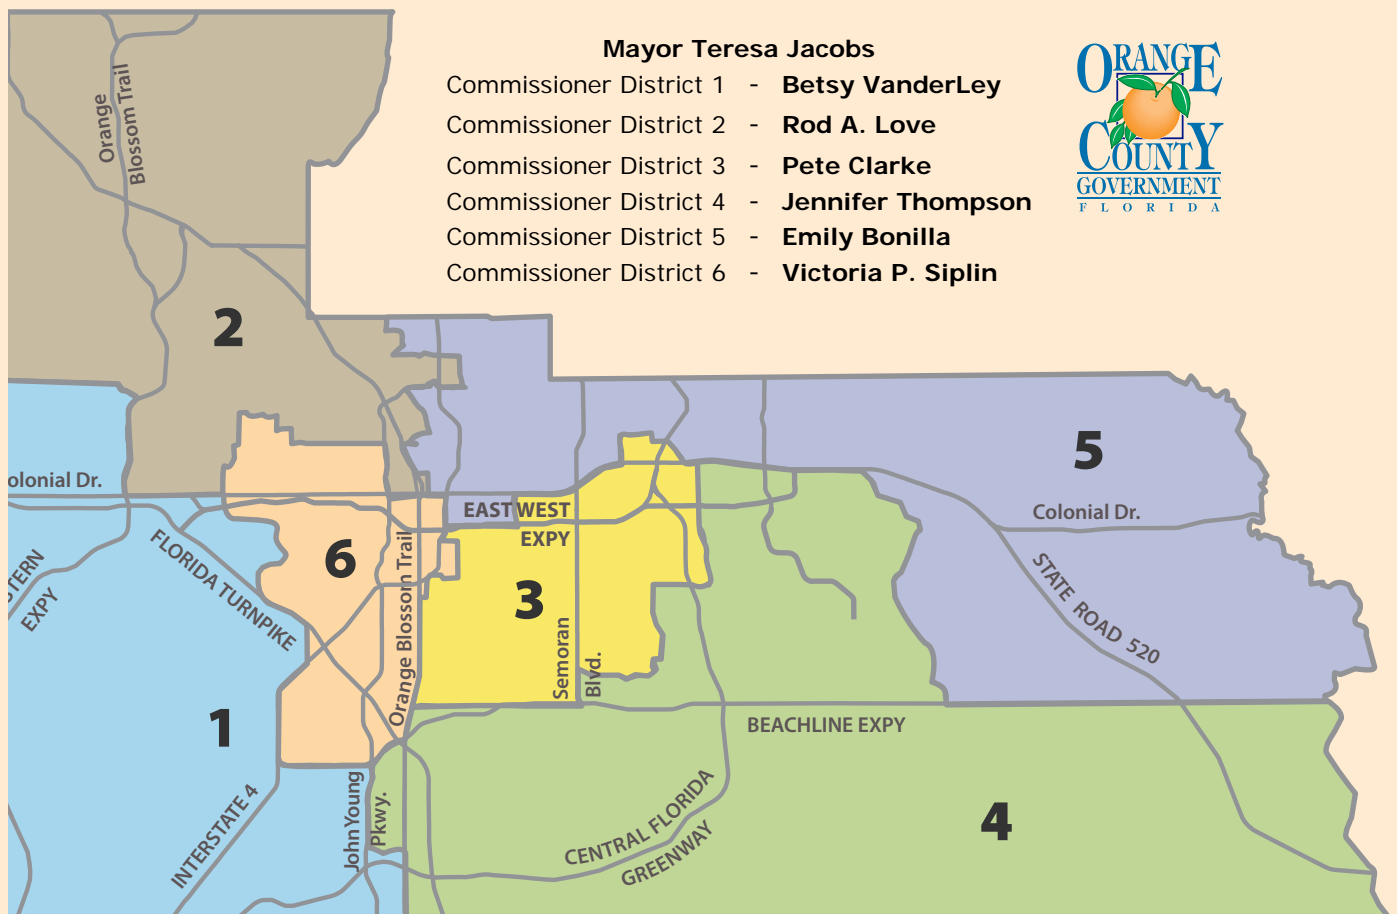 Mayor Teresa Jacobs
Commissioner District 1 - Betsy VanderLey
Commissioner District 2 - Rod A. Love
Commissioner District 3 - Pete Clarke
Commissioner District 4 - Jennifer Thompson
Commissioner District 5 - Emily Bonilla
Commissioner District 6 - Victoria P. Siplin
ORANGE
COUNTY
GOVERNMENT
FLORIDA
Orange
Blossom Trail
2
5
olonial Dr.
EAST WEST
EXPY
Colonial Dr.
STERN
EXPY
FLORIDA TURNPIKE
6
Orange Blossom Trail
3
Semoran
Blvd.
STATE ROAD 520
1
BEACHLINE EXPY
INTERSTATE 4
John Young
Pkwy.
CENTRAL FLORIDA
GREENWAY
4